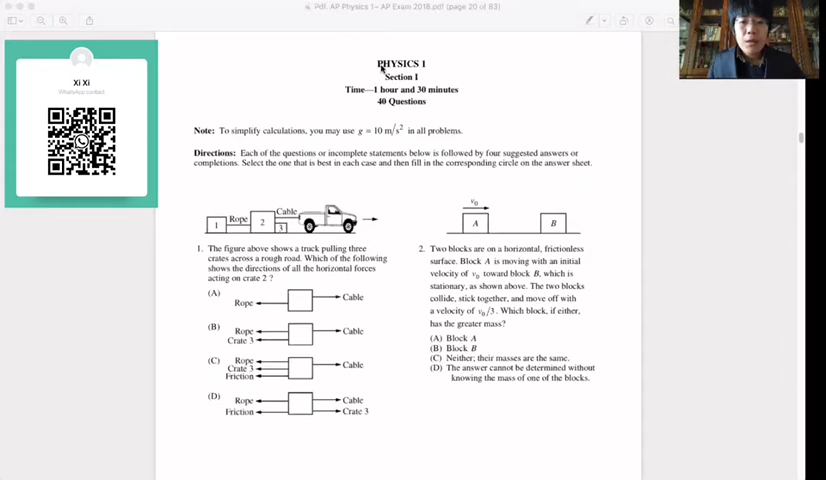 Pdf. AP Physics 1– AP Exam 2018.pdf (page 20 of 83)
Xi Xi
WhatsApp contact
PHYSICS 1
Section I
Time—1 hour and 30 minutes
40 Questions
Note: To simplify calculations, you may use g = 10 m/s² in all problems.
Directions: Each of the questions or incomplete statements below is followed by four suggested answers or
completions. Select the one that is best in each case and then fill in the corresponding circle on the answer sheet.
1
Rope
2
Cable
3
1. The figure above shows a truck pulling three
crates across a rough road. Which of the following
shows the directions of all the horizontal forces
acting on crate 2 ?
(A)
Rope
Cable
(B)
Rope
Crate 3
Cable
(C)
Rope
Crate 3
Friction
Cable
(D)
Rope
Friction
Cable
Crate 3
v₀
A
B
2. Two blocks are on a horizontal, frictionless
surface. Block A is moving with an initial
velocity of v₀ toward block B, which is
stationary, as shown above. The two blocks
collide, stick together, and move off with
a velocity of v₀/3. Which block, if either,
has the greater mass?
(A) Block A
(B) Block B
(C) Neither; their masses are the same.
(D) The answer cannot be determined without
knowing the mass of one of the blocks.